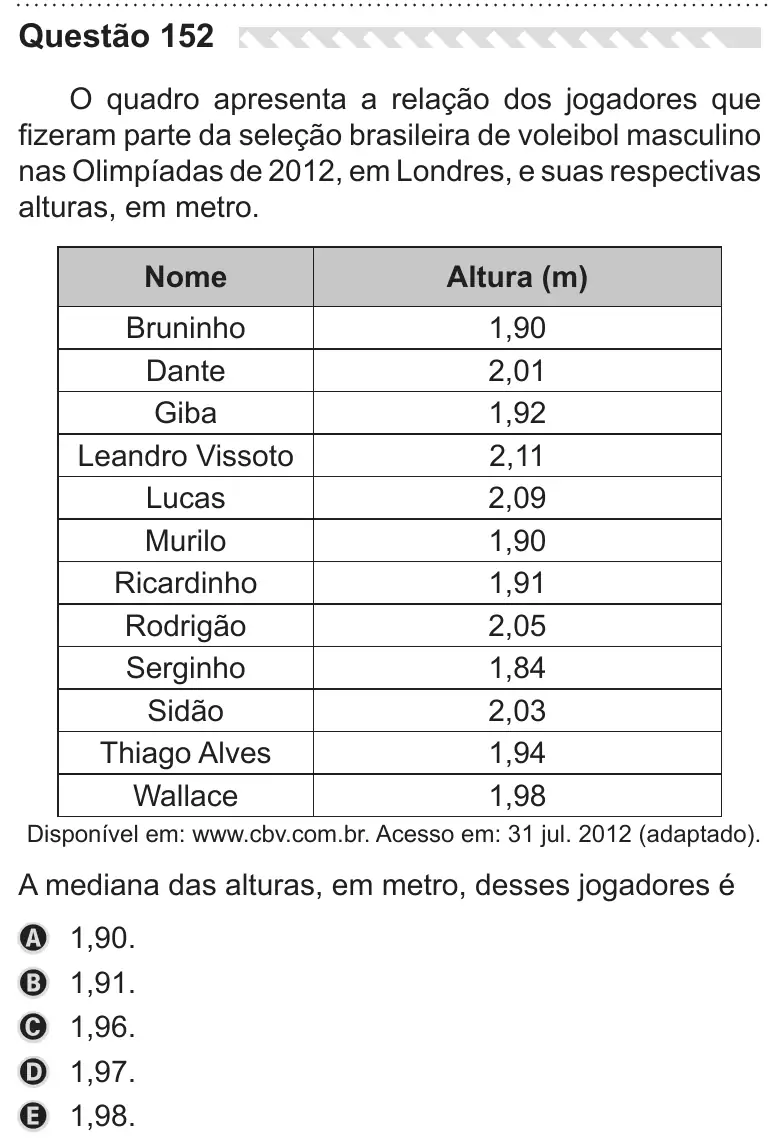 Questão 152
O quadro apresenta a relação dos jogadores que
fizeram parte da seleção brasileira de voleibol masculino
nas Olimpíadas de 2012, em Londres, e suas respectivas
alturas, em metro.
Nome Altura (m)
Bruninho 1,90
Dante 2,01
Giba 1,92
Leandro Vissoto 2,11
Lucas 2,09
Murilo 1,90
Ricardinho 1,91
Rodrigão 2,05
Serginho 1,84
Sidão 2,03
Thiago Alves 1,94
Wallace 1,98
Disponível em: www.cbv.com.br. Acesso em: 31 jul. 2012 (adaptado).
A mediana das alturas, em metro, desses jogadores é
A 1,90.
B 1,91.
C 1,96.
D 1,97.
E 1,98.